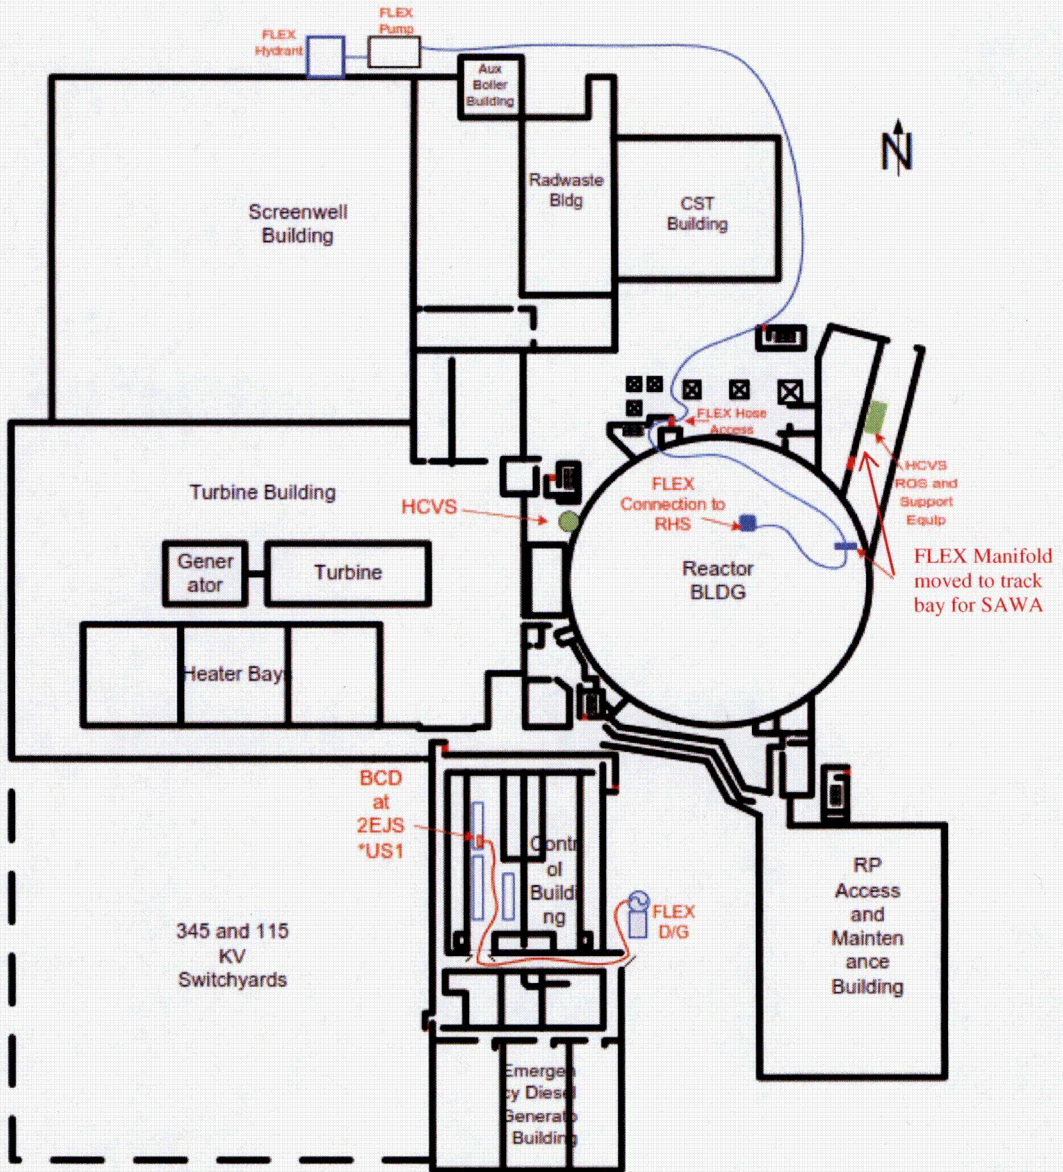 FLEX
Pump
FLEX
Hydrant
Aux
Boiler
Building
N
Radwaste
Bldg
CST
Building
Screenwell
Building
FLEX Hose
Access
HCVS
ROS and
Support
Equip
FLEX
Connection to
RHS
HCVS
Turbine Building
Gener
ator
Turbine
Reactor
BLDG
FLEX Manifold
moved to track
bay for SAWA
Heater Bays
BCD
at
2EJS
*US1
Contr
ol
Buildi
ng
FLEX
D/G
RP
Access
and
Mainten
ance
Building
345 and 115
KV
Switchyards
Emergen
cy Diesel
Generato
Building